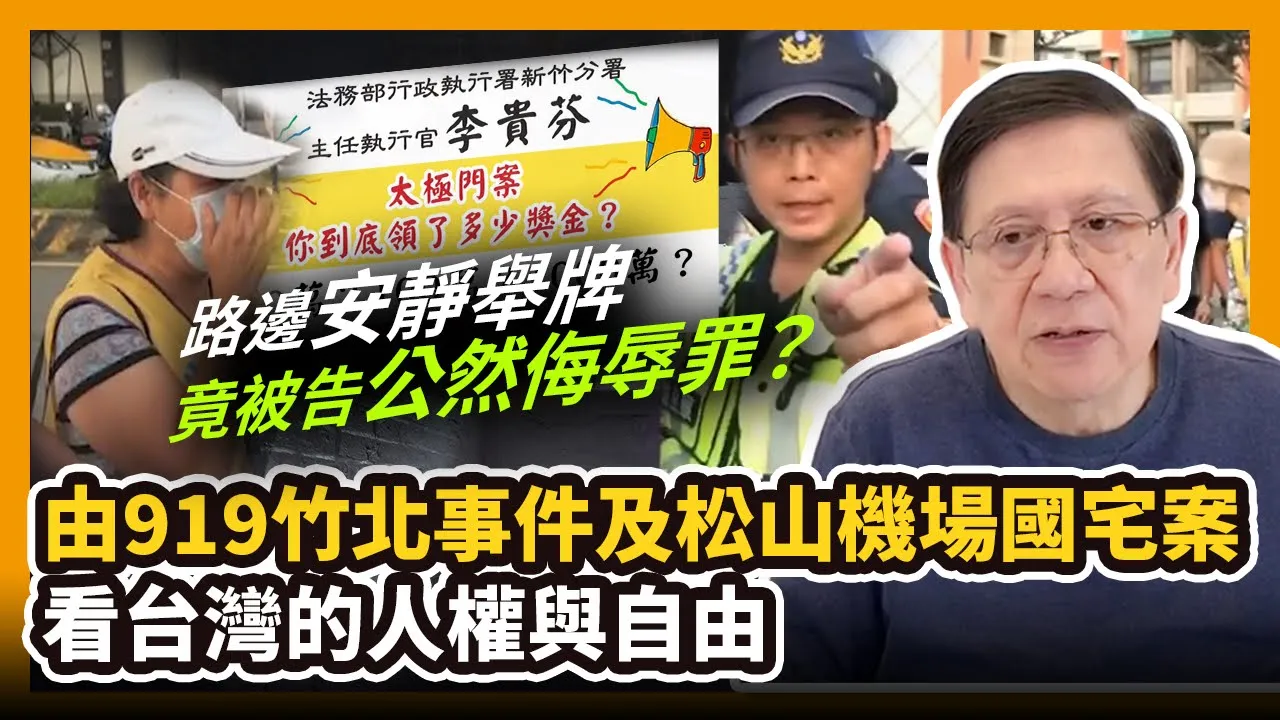 法務部行政執行署新竹分署
主任執行官 李貴芬
太極門案
你到底領了多少獎金？
萬？
路邊安靜舉牌
竟被告公然侮辱罪？
由919竹北事件及松山機場國宅案
看台灣的人權與自由